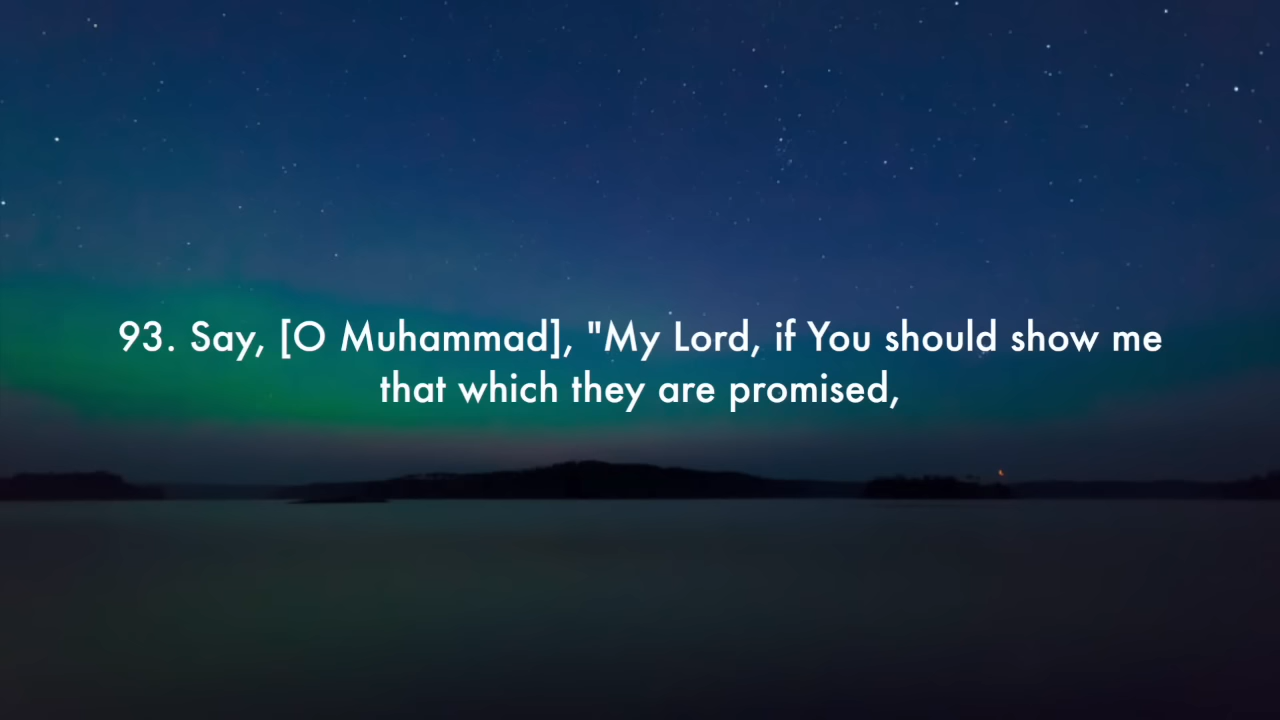 93. Say, [O Muhammad], "My Lord, if You should show me
that which they are promised,